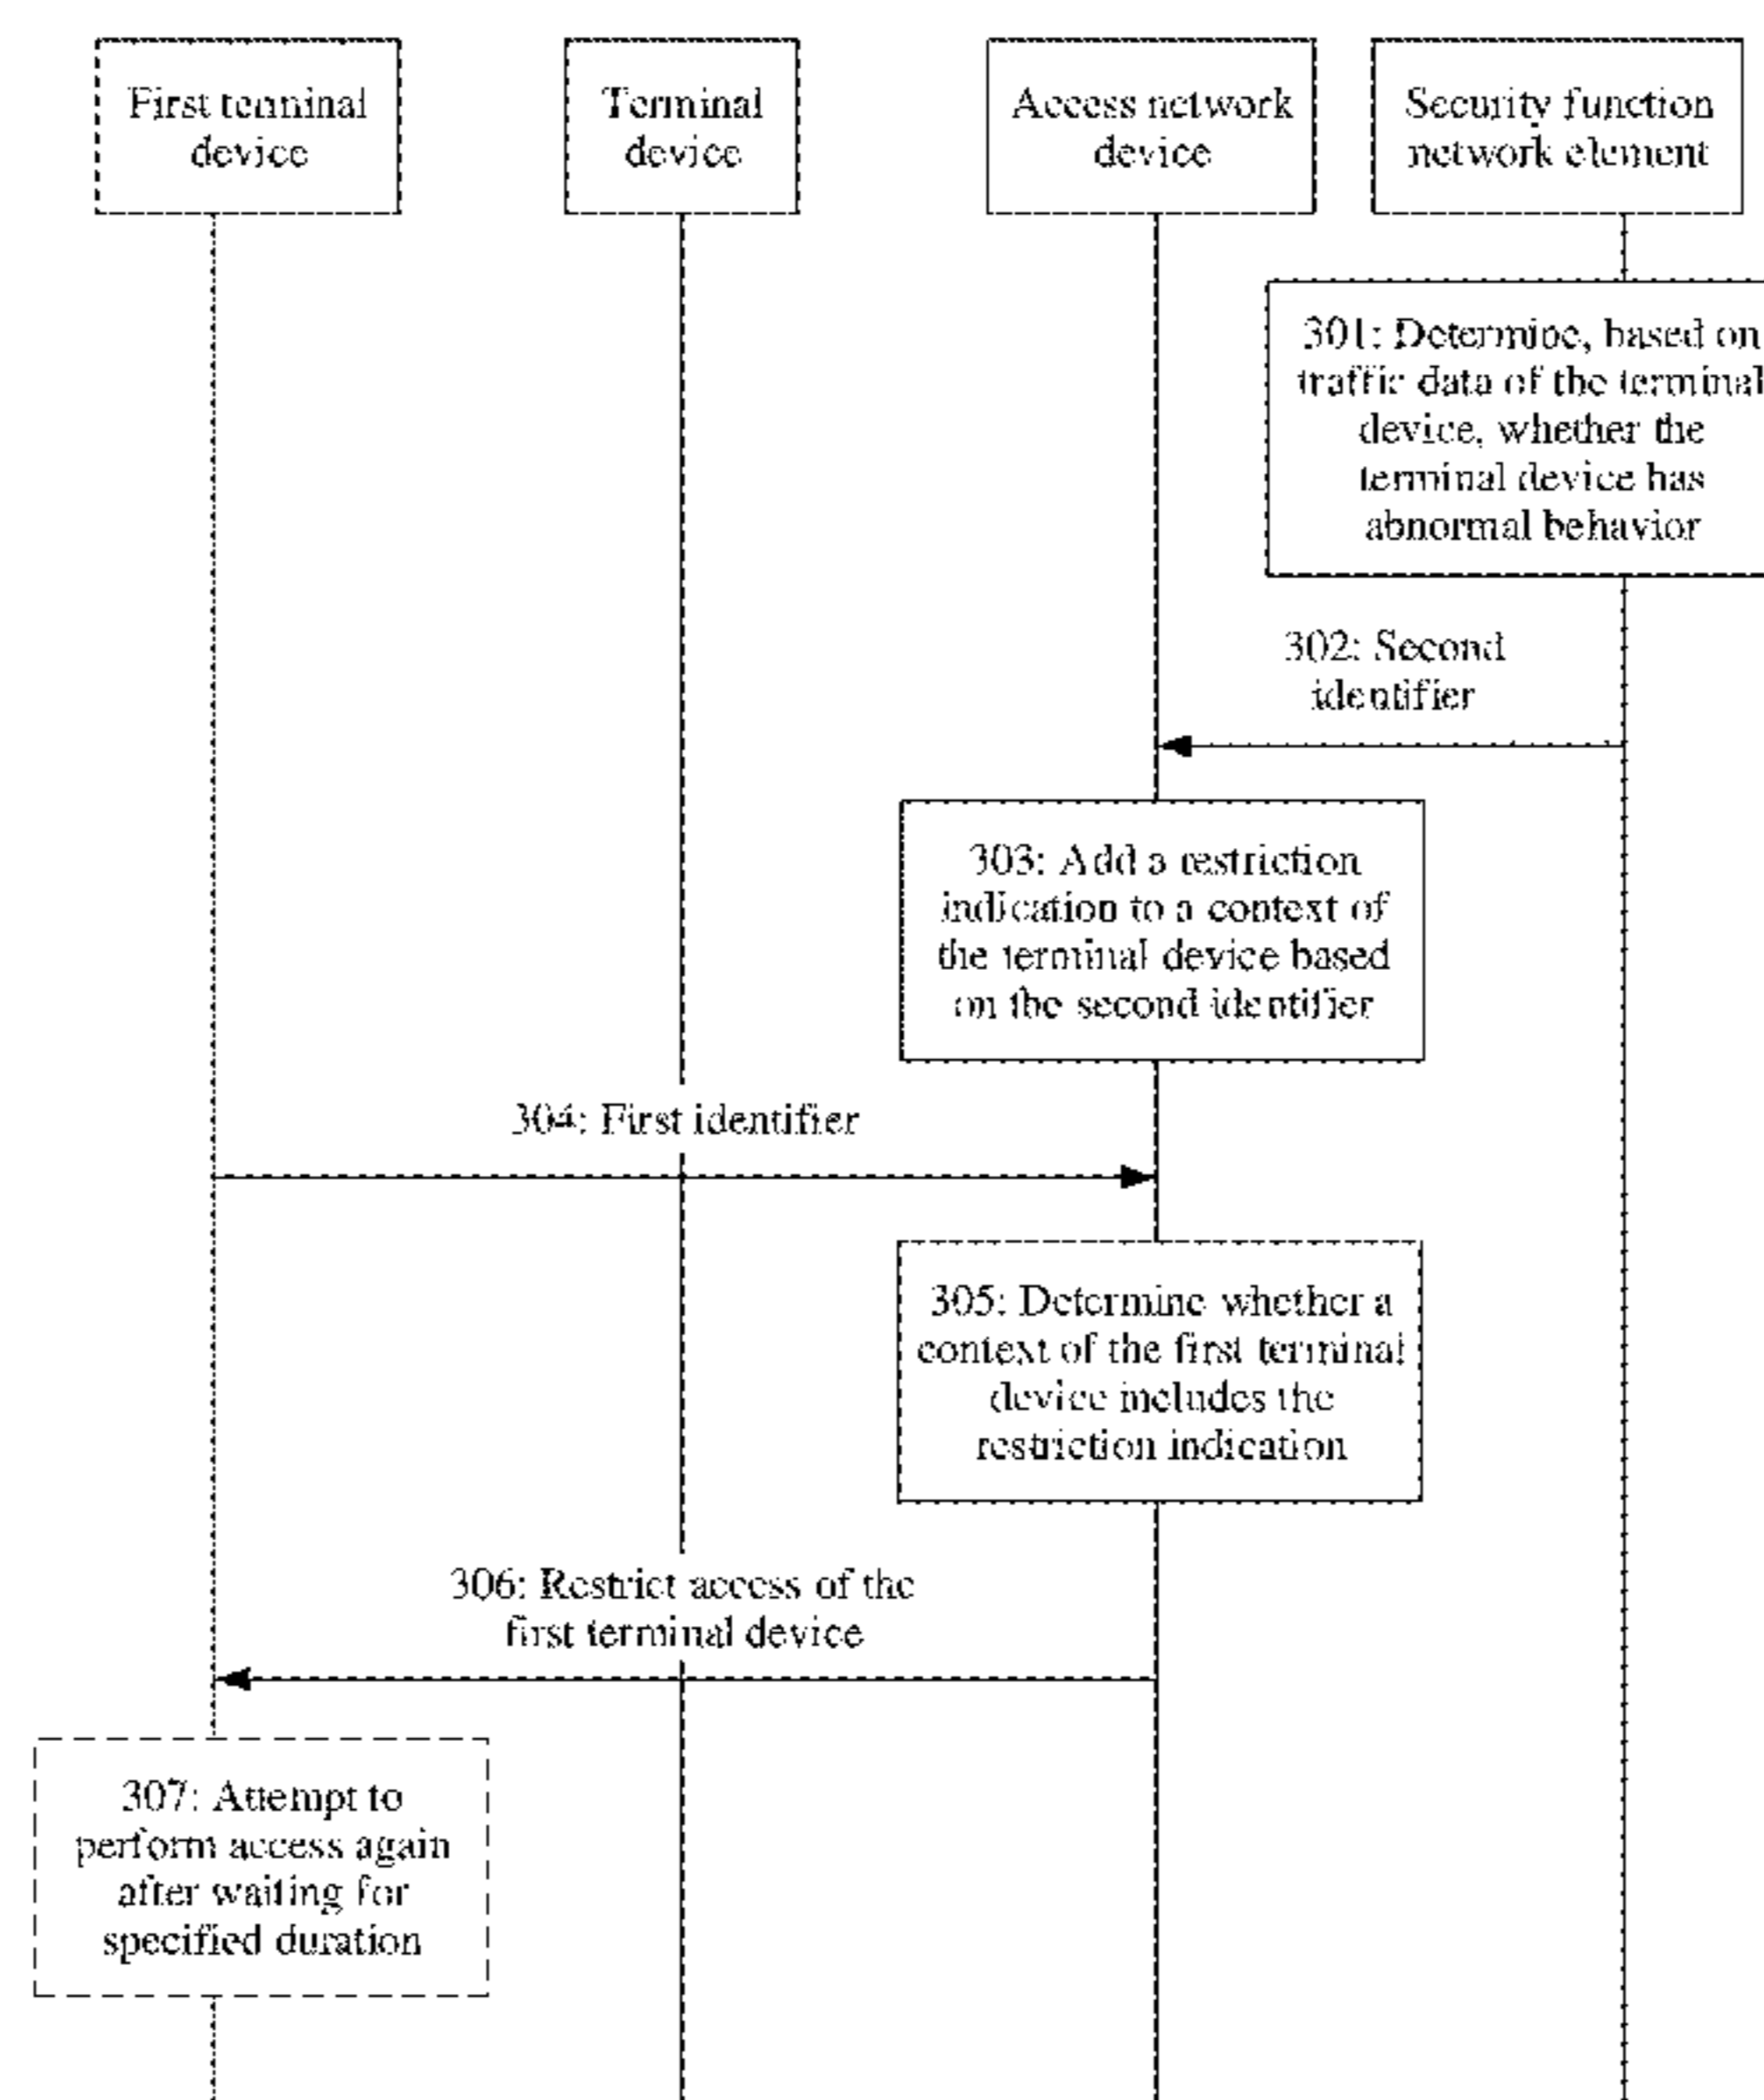 First terminal
device
Terminal
device
Access network
device
Security function
network element
301: Determine, based on
traffic data of the terminal
device, whether the
terminal device has
abnormal behavior
302: Second
identifier
303: Add a restriction
indication to a context of
the terminal device based
on the second identifier
304: First identifier
305: Determine whether a
context of the first terminal
device includes the
restriction indication
306: Restrict access of the
first terminal device
307: Attempt to
perform access again
after waiting for
specified duration